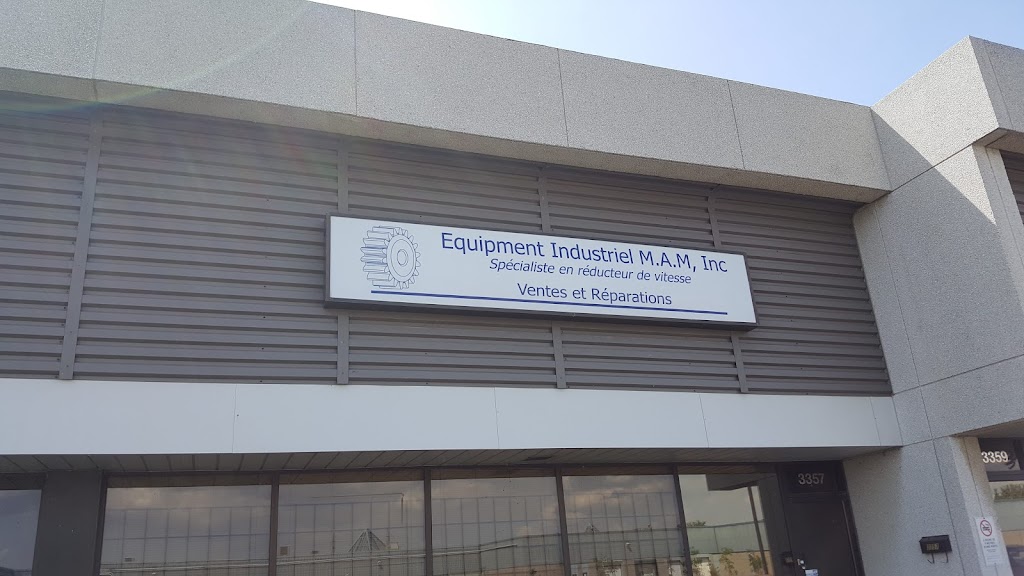 Equipment Industriel M.A.M, Inc
Spécialiste en réducteur de vitesse
Ventes et Réparations
3357
3359